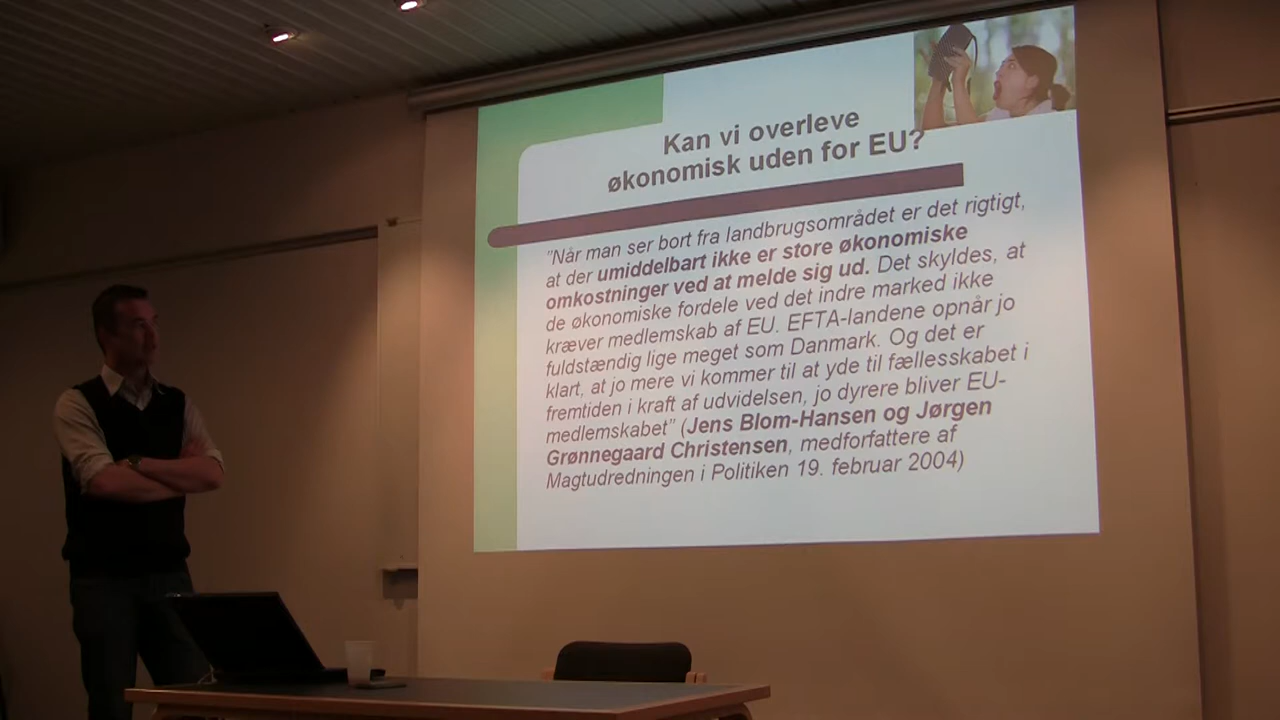 Kan vi overleve
økonomisk uden for EU?
"Når man ser bort fra landbrugsområdet er det rigtigt,
at der umiddelbart ikke er store økonomiske
omkostninger ved at melde sig ud. Det skyldes, at
de økonomiske fordele ved det indre marked ikke
kræver medlemskab af EU. EFTA-landene opnår jo
fuldstændig lige meget som Danmark. Og det er
klart, at jo mere vi kommer til at yde til fællesskabet i
fremtiden i kraft af udvidelsen, jo dyrere bliver EU-
medlemskabet" (Jens Blom-Hansen og Jørgen
Grønnegaard Christensen, medforfattere af
Magtudredningen i Politiken 19. februar 2004)